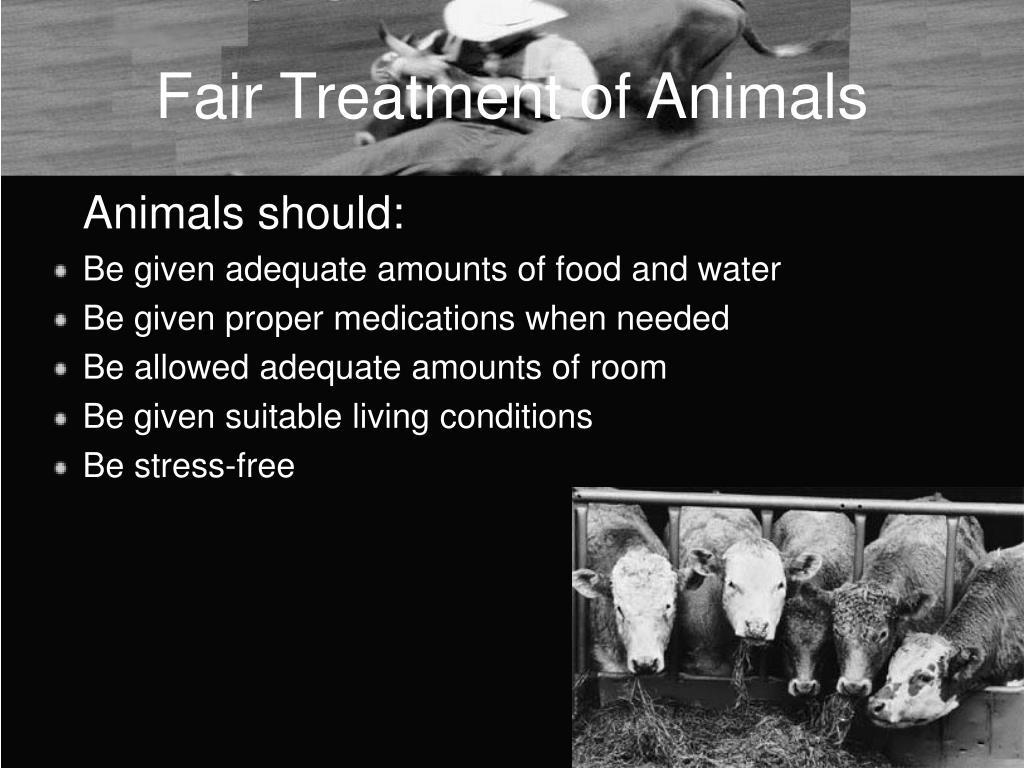 Fair Treatment of Animals
Animals should:
Be given adequate amounts of food and water
Be given proper medications when needed
Be allowed adequate amounts of room
Be given suitable living conditions
Be stress-free